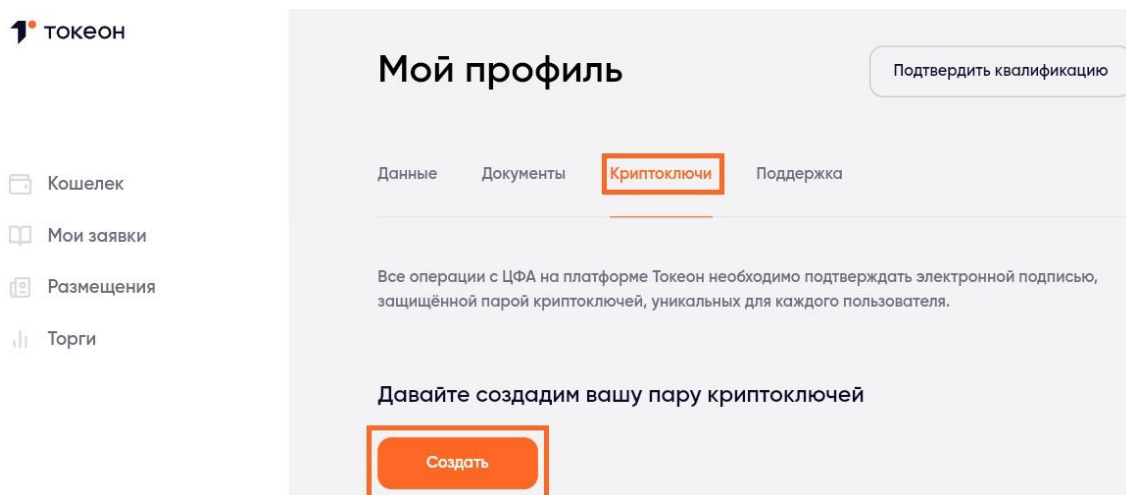 токеон
Кошелек
Мои заявки
Размещения
Торги
Мой профиль
Подтвердить квалификацию
Данные Документы Криптоключи Поддержка
Все операции с ЦФА на платформе Токеон необходимо подтверждать электронной подписью,
защищённой парой криптоключей, уникальных для каждого пользователя.
Давайте создадим вашу пару криптоключей
Создать